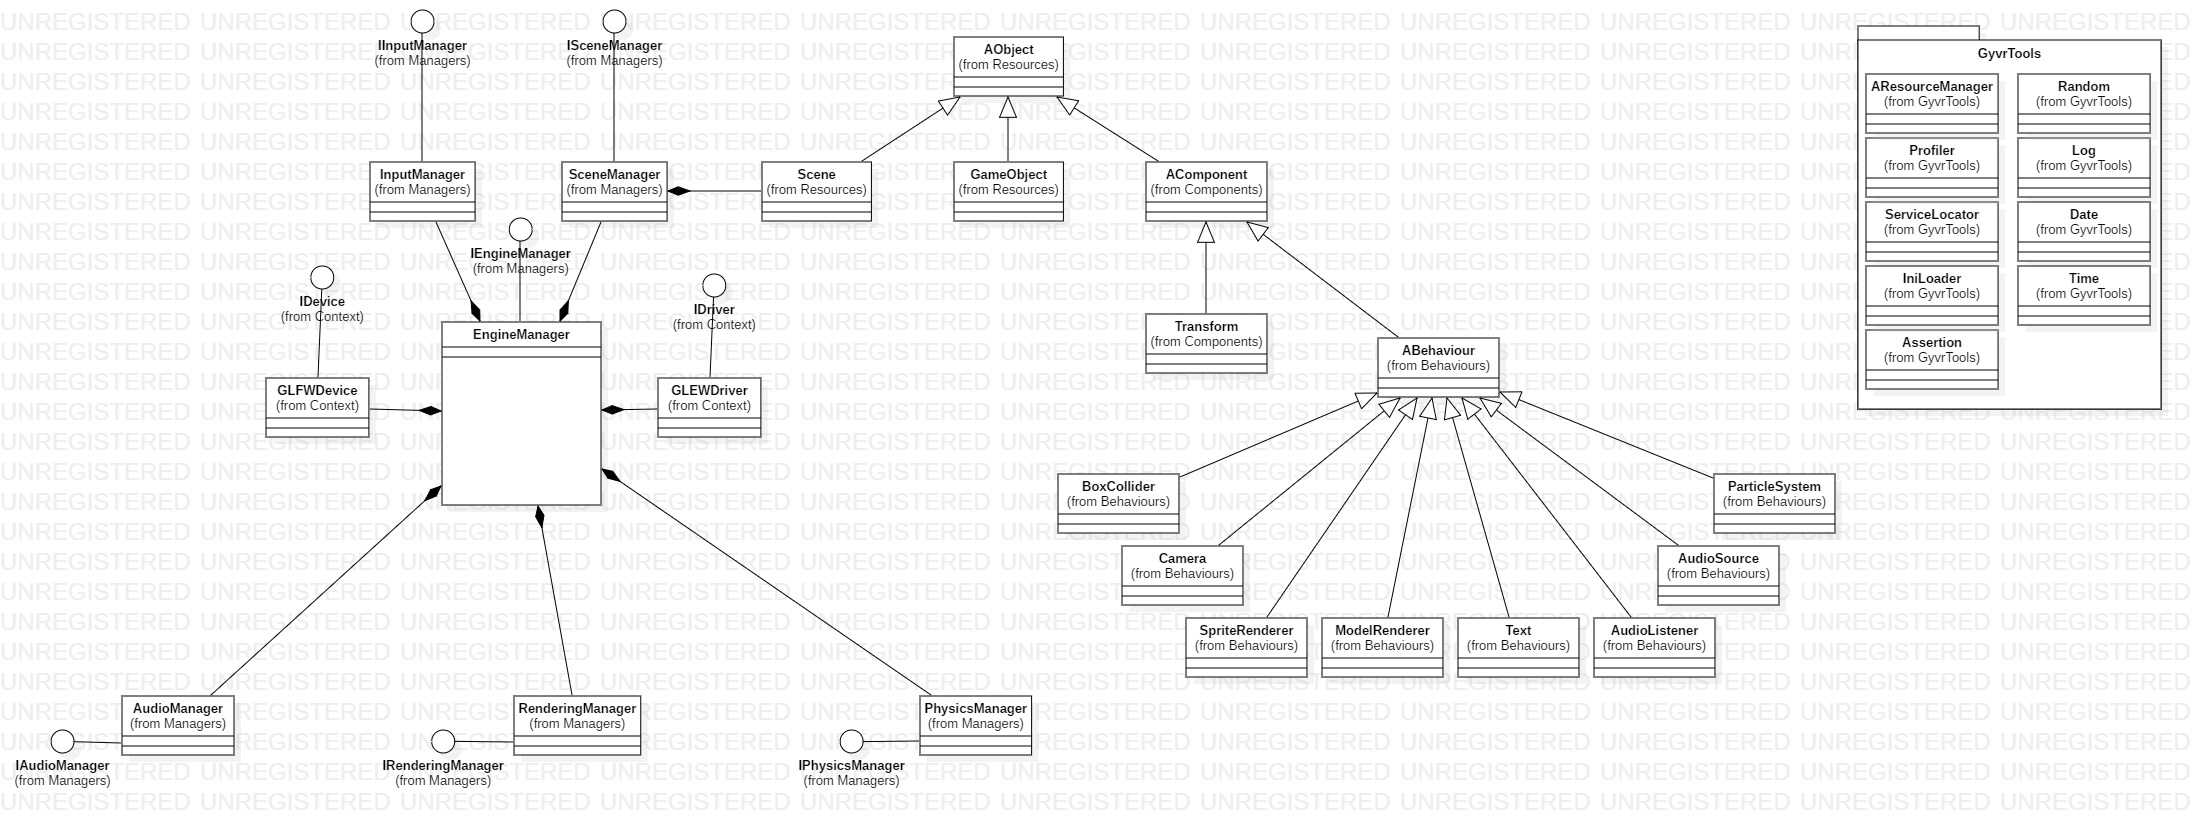 IInputManager
(from Managers)
ISceneManager
(from Managers)
AObject
(from Resources)
GyvrTools
AResourceManager
(from GyvrTools)
Random
(from GyvrTools)
Profiler
(from GyvrTools)
Log
(from GyvrTools)
ServiceLocator
(from GyvrTools)
Date
(from GyvrTools)
IniLoader
(from GyvrTools)
Time
(from GyvrTools)
Assertion
(from GyvrTools)
InputManager
(from Managers)
SceneManager
(from Managers)
Scene
(from Resources)
GameObject
(from Resources)
AComponent
(from Components)
IEngineManager
(from Managers)
IDevice
(from Context)
IDriver
(from Context)
EngineManager
Transform
(from Components)
ABehaviour
(from Behaviours)
GLFWDevice
(from Context)
GLEWDriver
(from Context)
BoxCollider
(from Behaviours)
ParticleSystem
(from Behaviours)
Camera
(from Behaviours)
AudioSource
(from Behaviours)
SpriteRenderer
(from Behaviours)
ModelRenderer
(from Behaviours)
Text
(from Behaviours)
AudioListener
(from Behaviours)
AudioManager
(from Managers)
RenderingManager
(from Managers)
PhysicsManager
(from Managers)
IAudioManager
(from Managers)
IRenderingManager
(from Managers)
IPhysicsManager
(from Managers)
UNREGISTERED UNREGISTERED UNREGISTERED UNREGISTERED UNREGISTERED UNREGISTERED UNREGISTERED UNREGISTERED UNREGISTERED UNREGISTERED UNREGISTERED